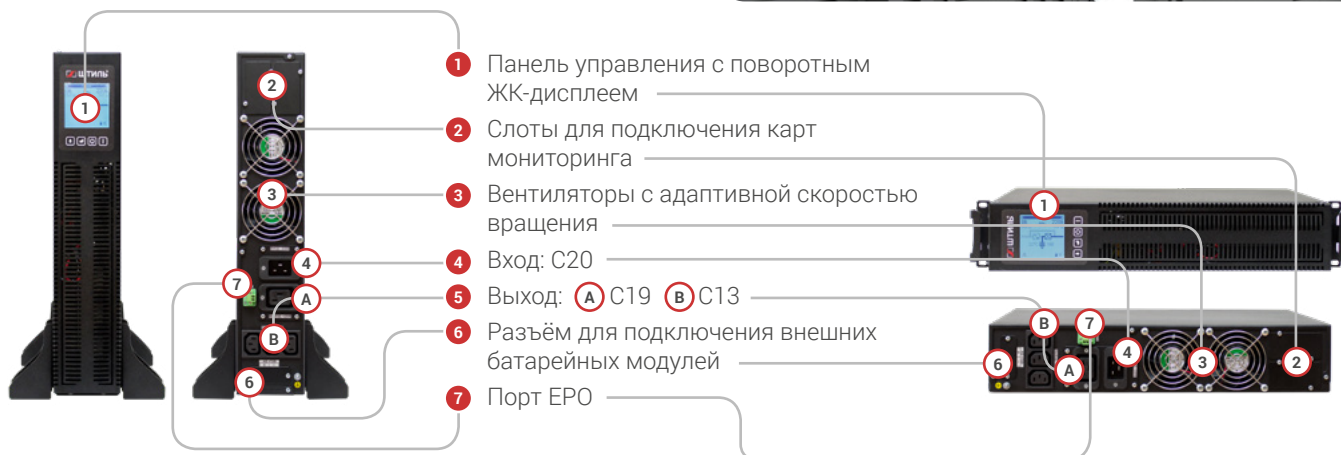 ШТИЛЬ
1
2
3
4
A
7
B
6
1 Панель управления с поворотным
ЖК-дисплеем
2 Слоты для подключения карт
мониторинга
3 Вентиляторы с адаптивной скоростью
вращения
4 Вход: C20
5 Выход: A C19 B C13
6 Разъём для подключения внешних
батарейных модулей
7 Порт EPO
1
ШТИЛЬ
B
7
6
A
4
3
2